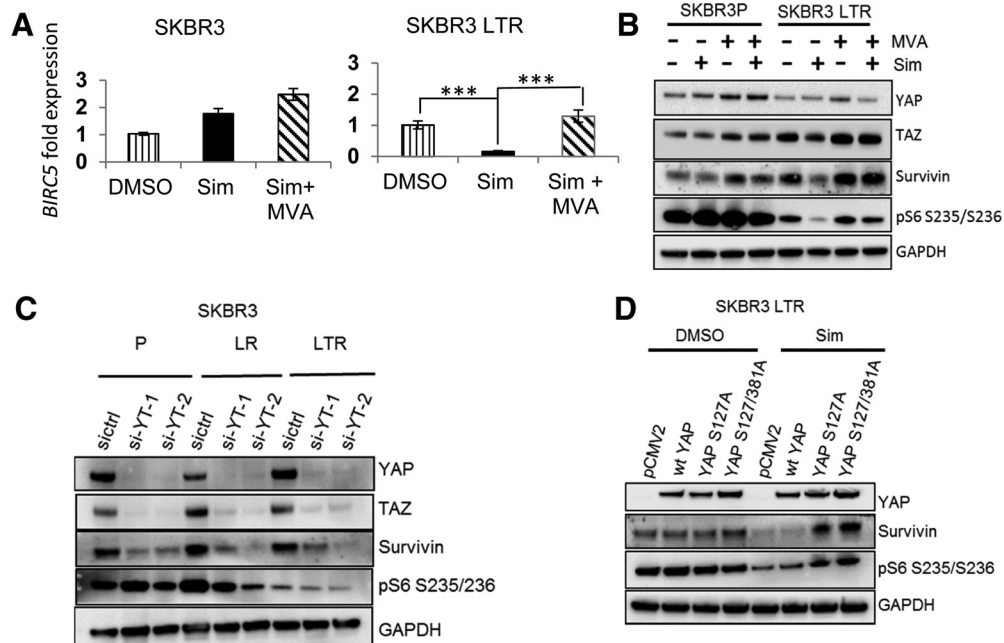 A
SKBR3
SKBR3 LTR
BIRC5 fold expression
3
2
1
0
3
2
1
0
***
***
DMSO
Sim
Sim+
MVA
DMSO
Sim
Sim +
MVA
B
SKBR3P
SKBR3 LTR
- - + + - - + + MVA
- + - + - + - + Sim
YAP
TAZ
Survivin
pS6 S235/S236
GAPDH
C
SKBR3
P
LR
LTR
sictrl
si-YT-1
si-YT-2
sictrl
si-YT-1
si-YT-2
sictrl
si-YT-1
si-YT-2
YAP
TAZ
Survivin
pS6 S235/236
GAPDH
D
SKBR3 LTR
DMSO
Sim
pCMV2
wt YAP
YAP S127A
YAP S127/381A
pCMV2
wt YAP
YAP S127A
YAP S127/381A
YAP
Survivin
pS6 S235/S236
GAPDH